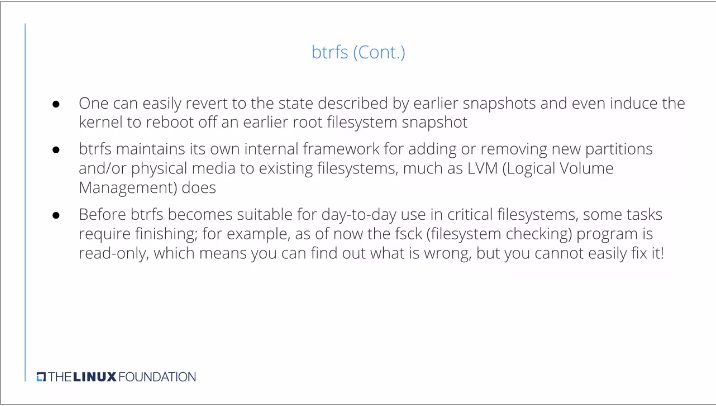 btrfs (Cont.)
● One can easily revert to the state described by earlier snapshots and even induce the
kernel to reboot off an earlier root filesystem snapshot
● btrfs maintains its own internal framework for adding or removing new partitions
and/or physical media to existing filesystems, much as LVM (Logical Volume
Management) does
● Before btrfs becomes suitable for day-to-day use in critical filesystems, some tasks
require finishing; for example, as of now the fsck (filesystem checking) program is
read-only, which means you can find out what is wrong, but you cannot easily fix it!
THE LINUX FOUNDATION